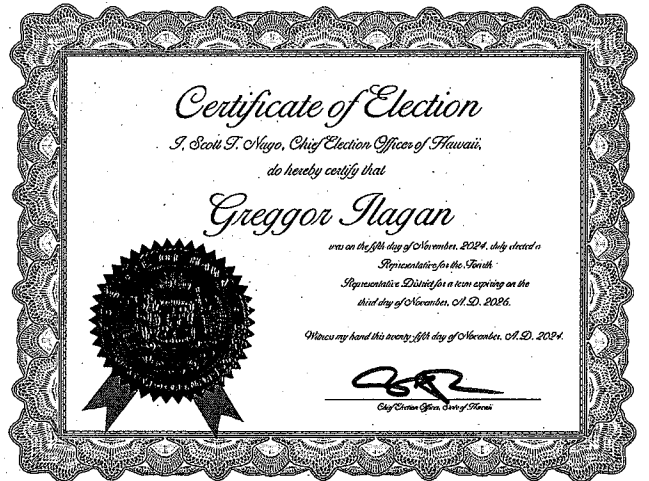 Certificate of Election
I, Scott T. Nago, Chief Election Officer of Hawaii,
do hereby certify that
Greggor Ilagan
was on the fifth day of November, 2024, duly elected a
Representative for the Fourth
Representative District for a term expiring on the
third day of November, A.D. 2026.
Witness my hand this twenty-fifth day of November, A.D. 2024.
Chief Election Officer, State of Hawaii